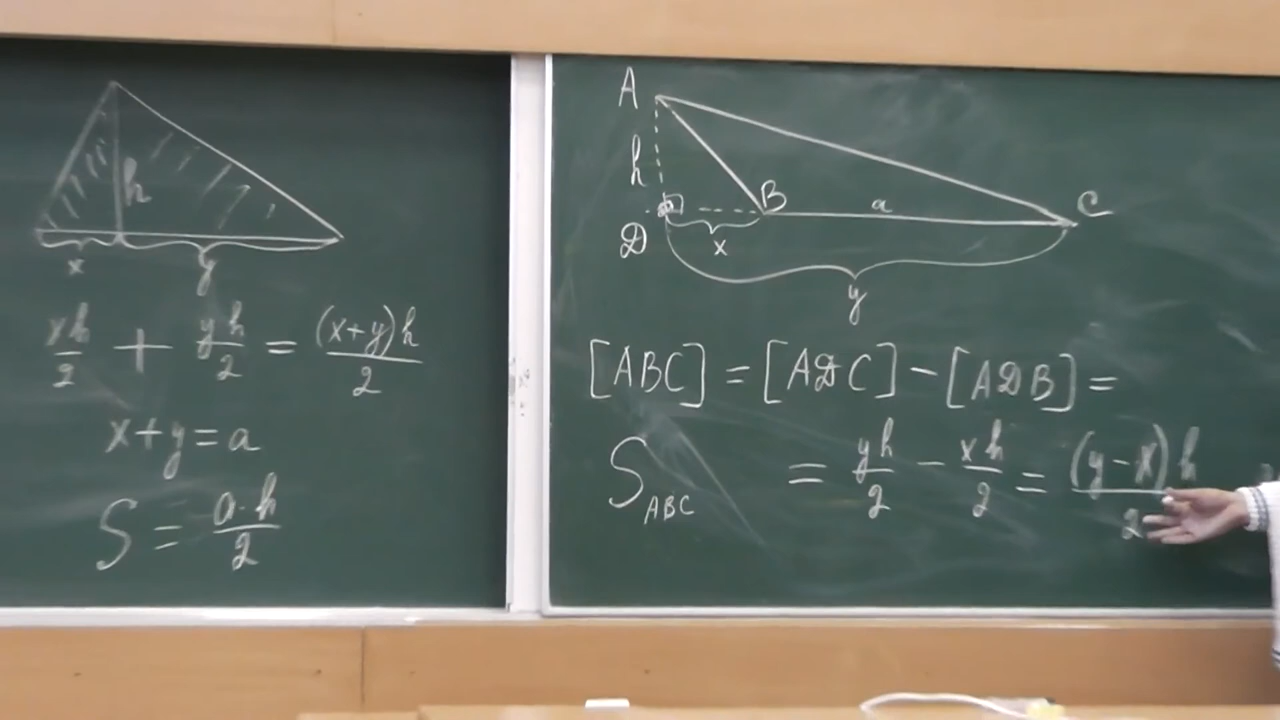 h
x y
xh/2 + yh/2 = (x+y)h/2
x+y=a
S = a·h/2
A
h
B a C
D x
y
[ABC] = [ADC] - [ADB] =
S_ABC = yh/2 - xh/2 = (y-x)h/2